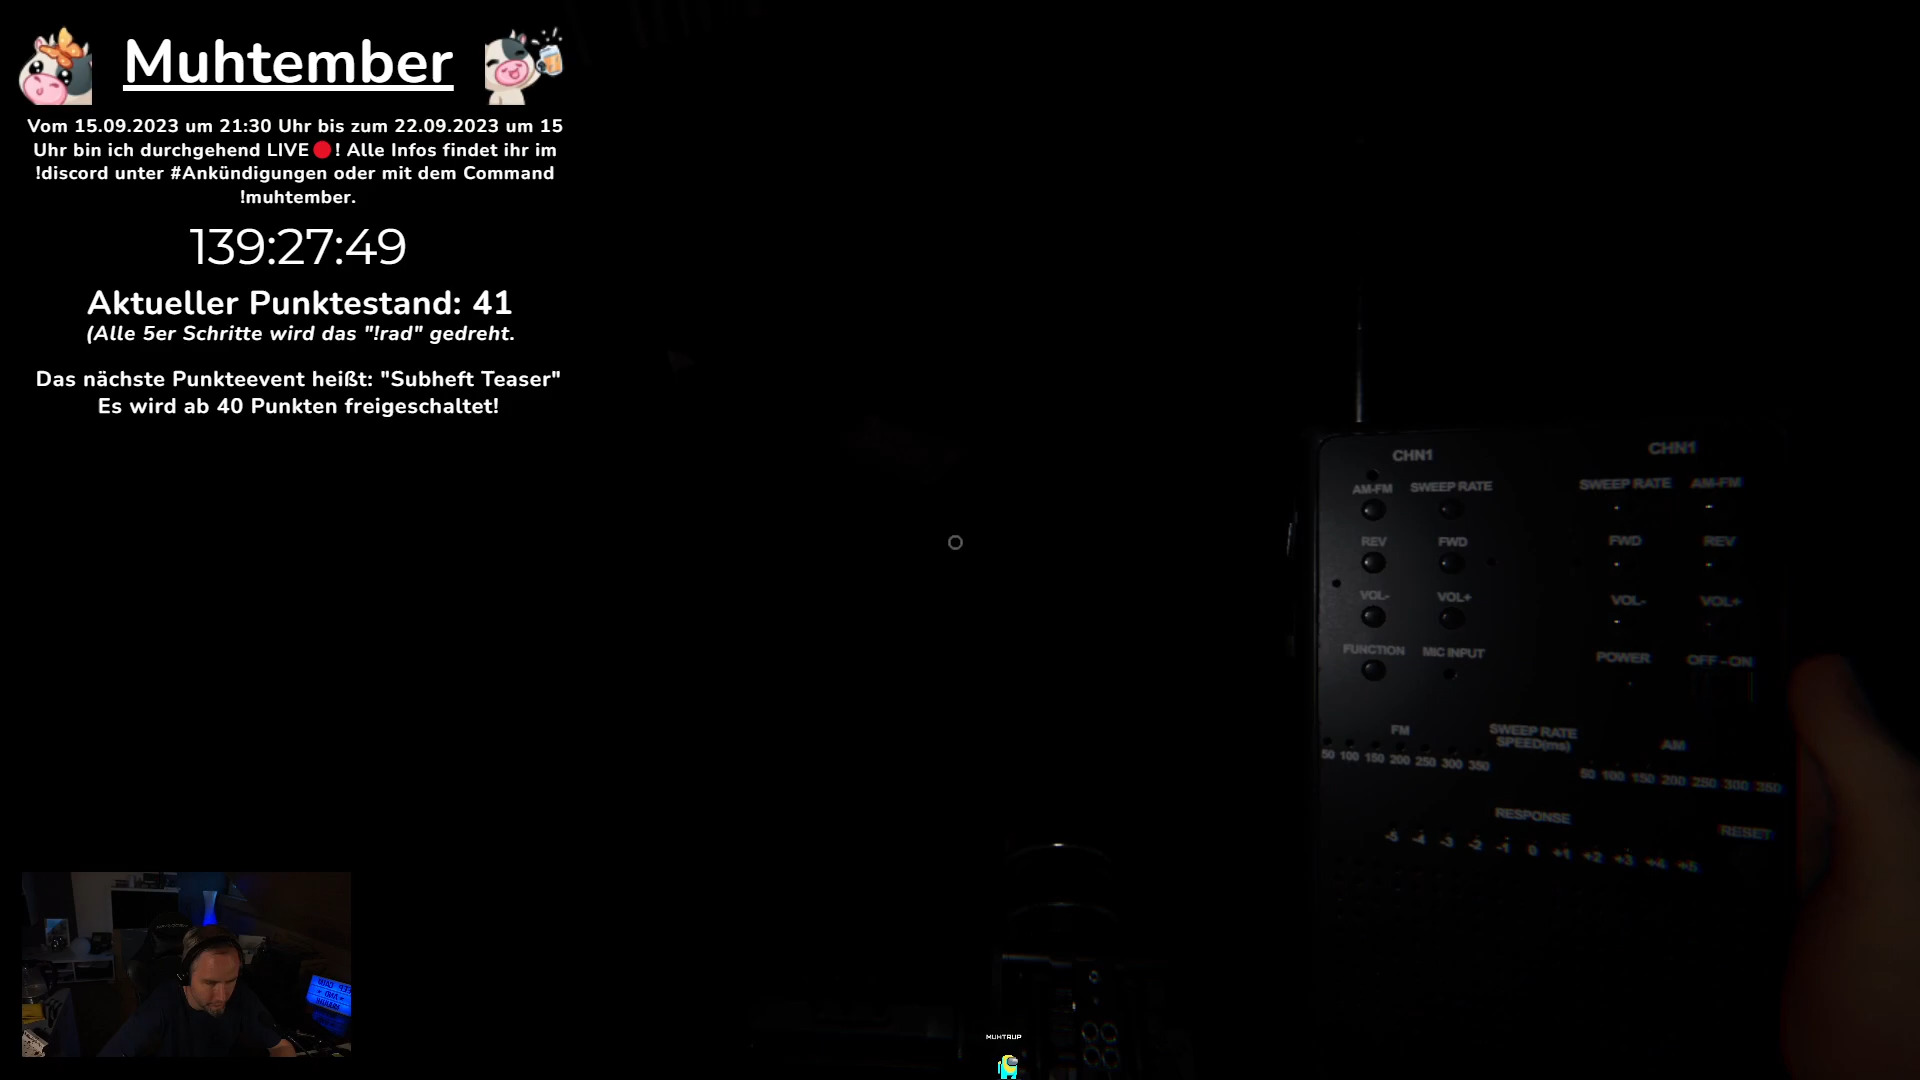 Muhtember
Vom 15.09.2023 um 21:30 Uhr bis zum 22.09.2023 um 15
Uhr bin ich durchgehend LIVE🔴! Alle Infos findet ihr im
!discord unter #Ankündigungen oder mit dem Command
!muhtember.
139:27:49
Aktueller Punktestand: 41
(Alle 5er Schritte wird das "!rad" gedreht.
Das nächste Punkteevent heißt: "Subheft Teaser"
Es wird ab 40 Punkten freigeschaltet!
CHN1 CHN1
AM-FM SWEEP RATE SWEEP RATE AM-FM
REV FWD FWD REV
VOL- VOL+ VOL- VOL+
FUNCTION MIC INPUT POWER OFF - ON
FM SWEEP RATE AM
SPEED(ms)
50 100 150 200 250 300 350 50 100 150 200 250 300 350
RESPONSE RESET
-5 -4 -3 -2 -1 0 +1 +2 +3 +4 +5
MUHTRUP